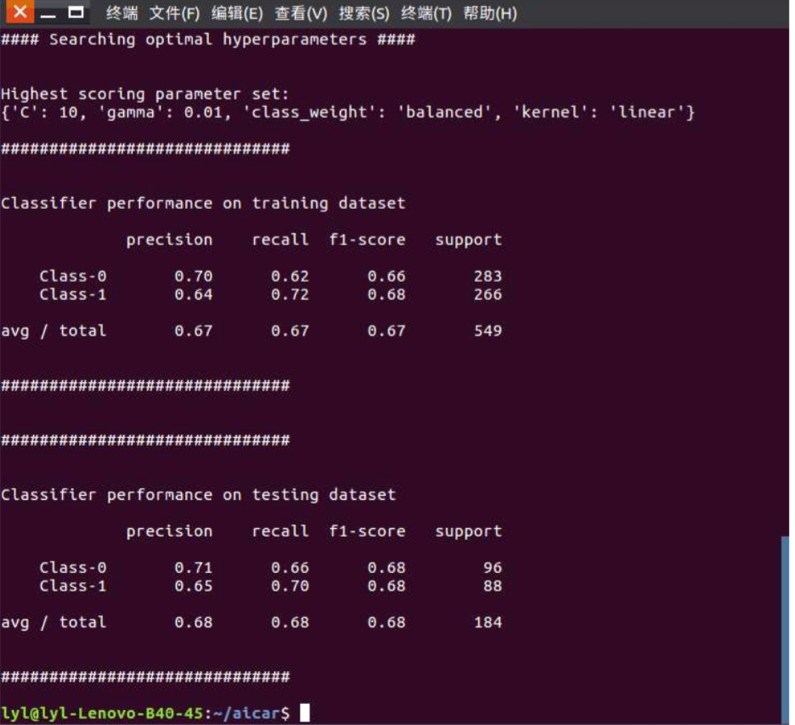 终端 文件(F) 编辑(E) 查看(V) 搜索(S) 终端(T) 帮助(H)
#### Searching optimal hyperparameters ####
Highest scoring parameter set:
{'C': 10, 'gamma': 0.01, 'class_weight': 'balanced', 'kernel': 'linear'}
##############################
Classifier performance on training dataset
precision recall f1-score support
Class-0 0.70 0.62 0.66 283
Class-1 0.64 0.72 0.68 266
avg / total 0.67 0.67 0.67 549
##############################
##############################
Classifier performance on testing dataset
precision recall f1-score support
Class-0 0.71 0.66 0.68 96
Class-1 0.65 0.70 0.68 88
avg / total 0.68 0.68 0.68 184
##############################
lyl@lyl-Lenovo-B40-45:~/aicar$